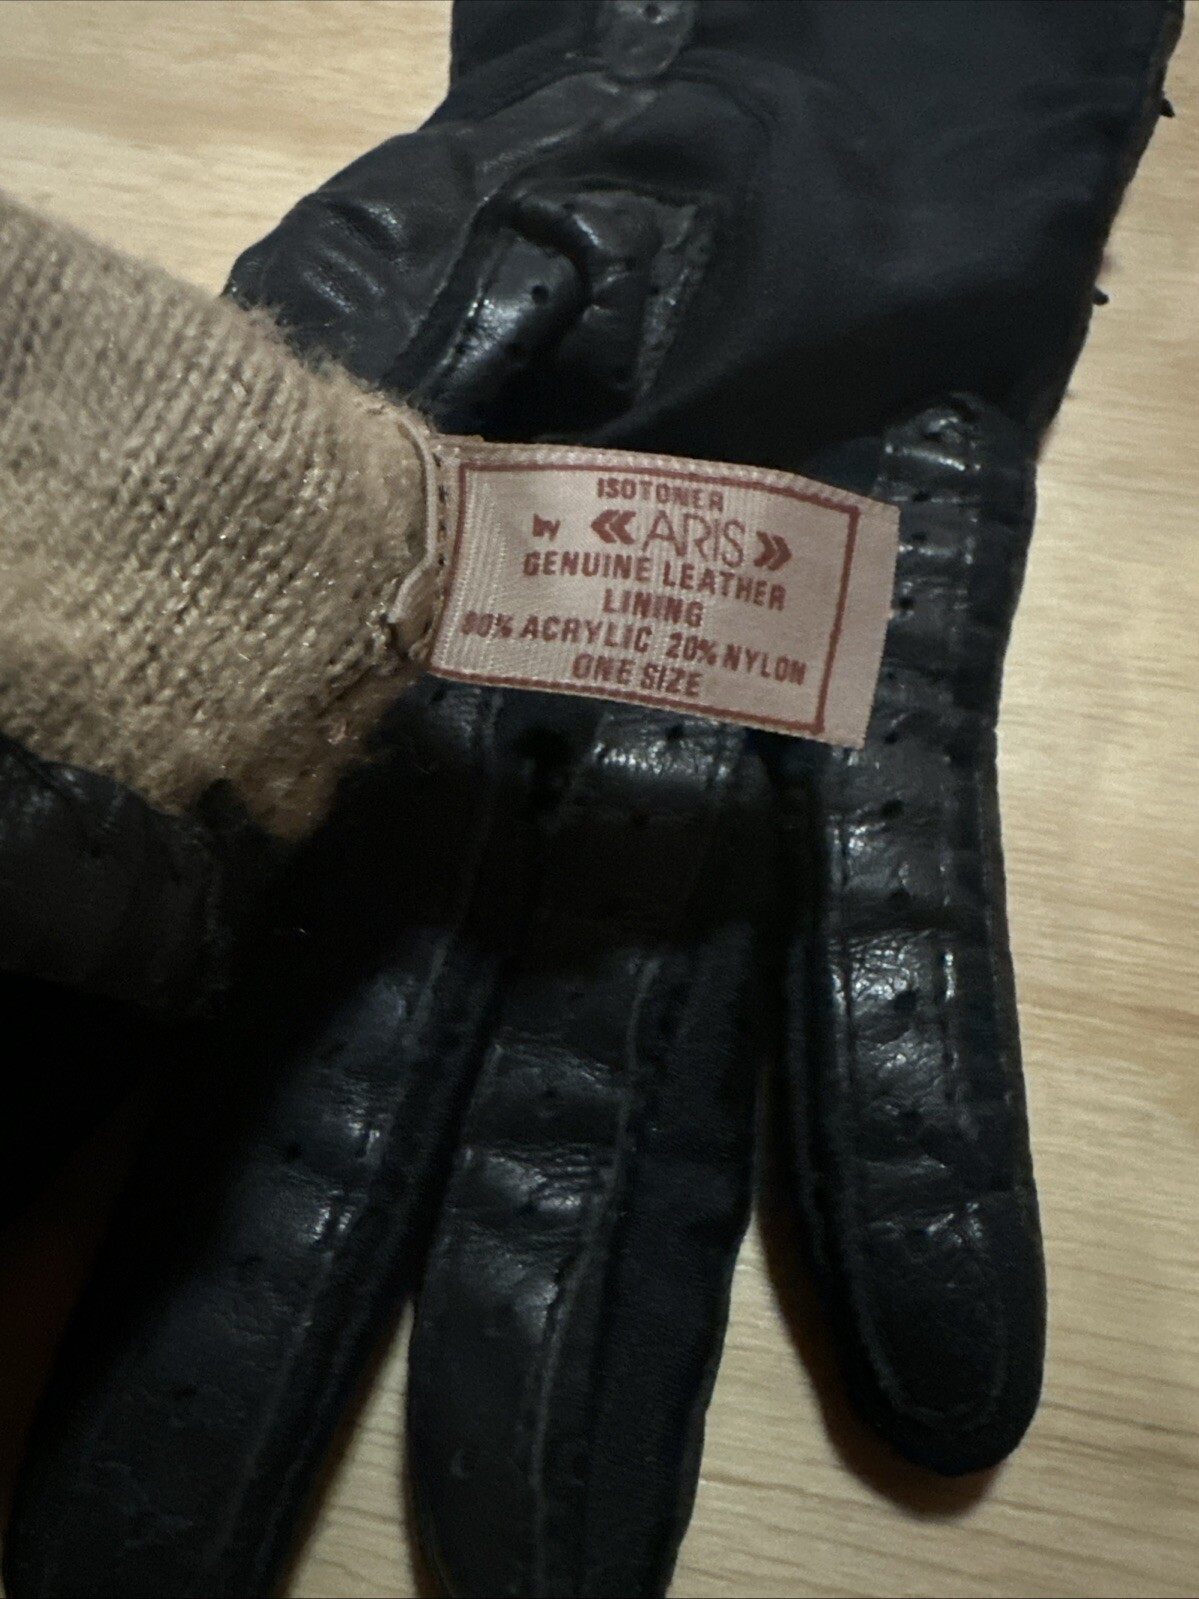 ISOTONER
by « ARIS »
GENUINE LEATHER
LINING
80% ACRYLIC 20% NYLON
ONE SIZE